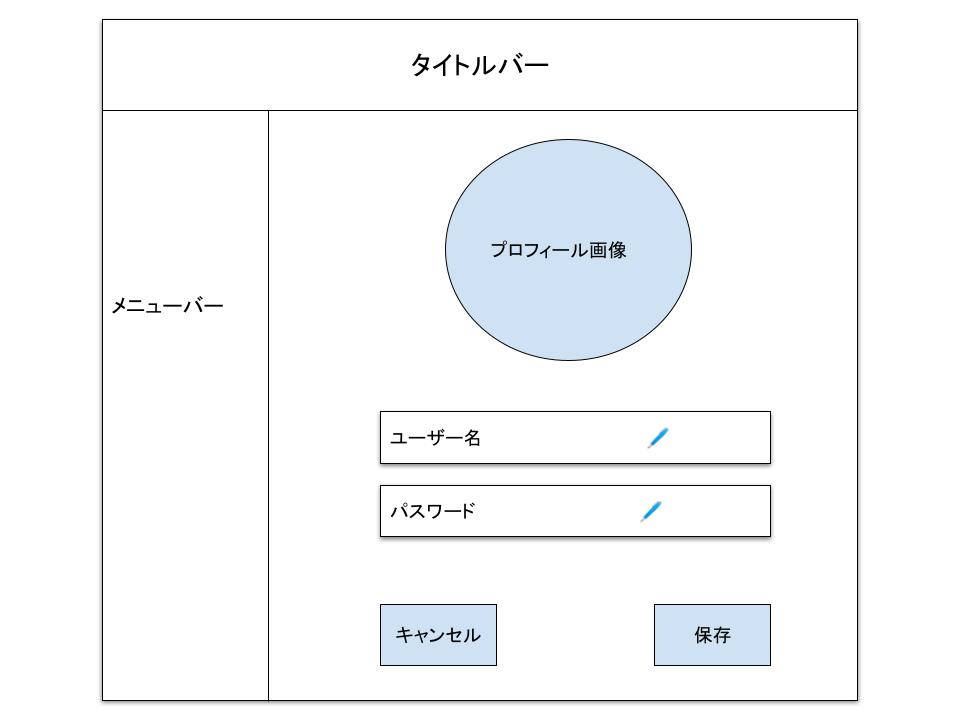 タイトルバー
メニューバー
プロフィール画像
ユーザー名
パスワード
キャンセル
保存